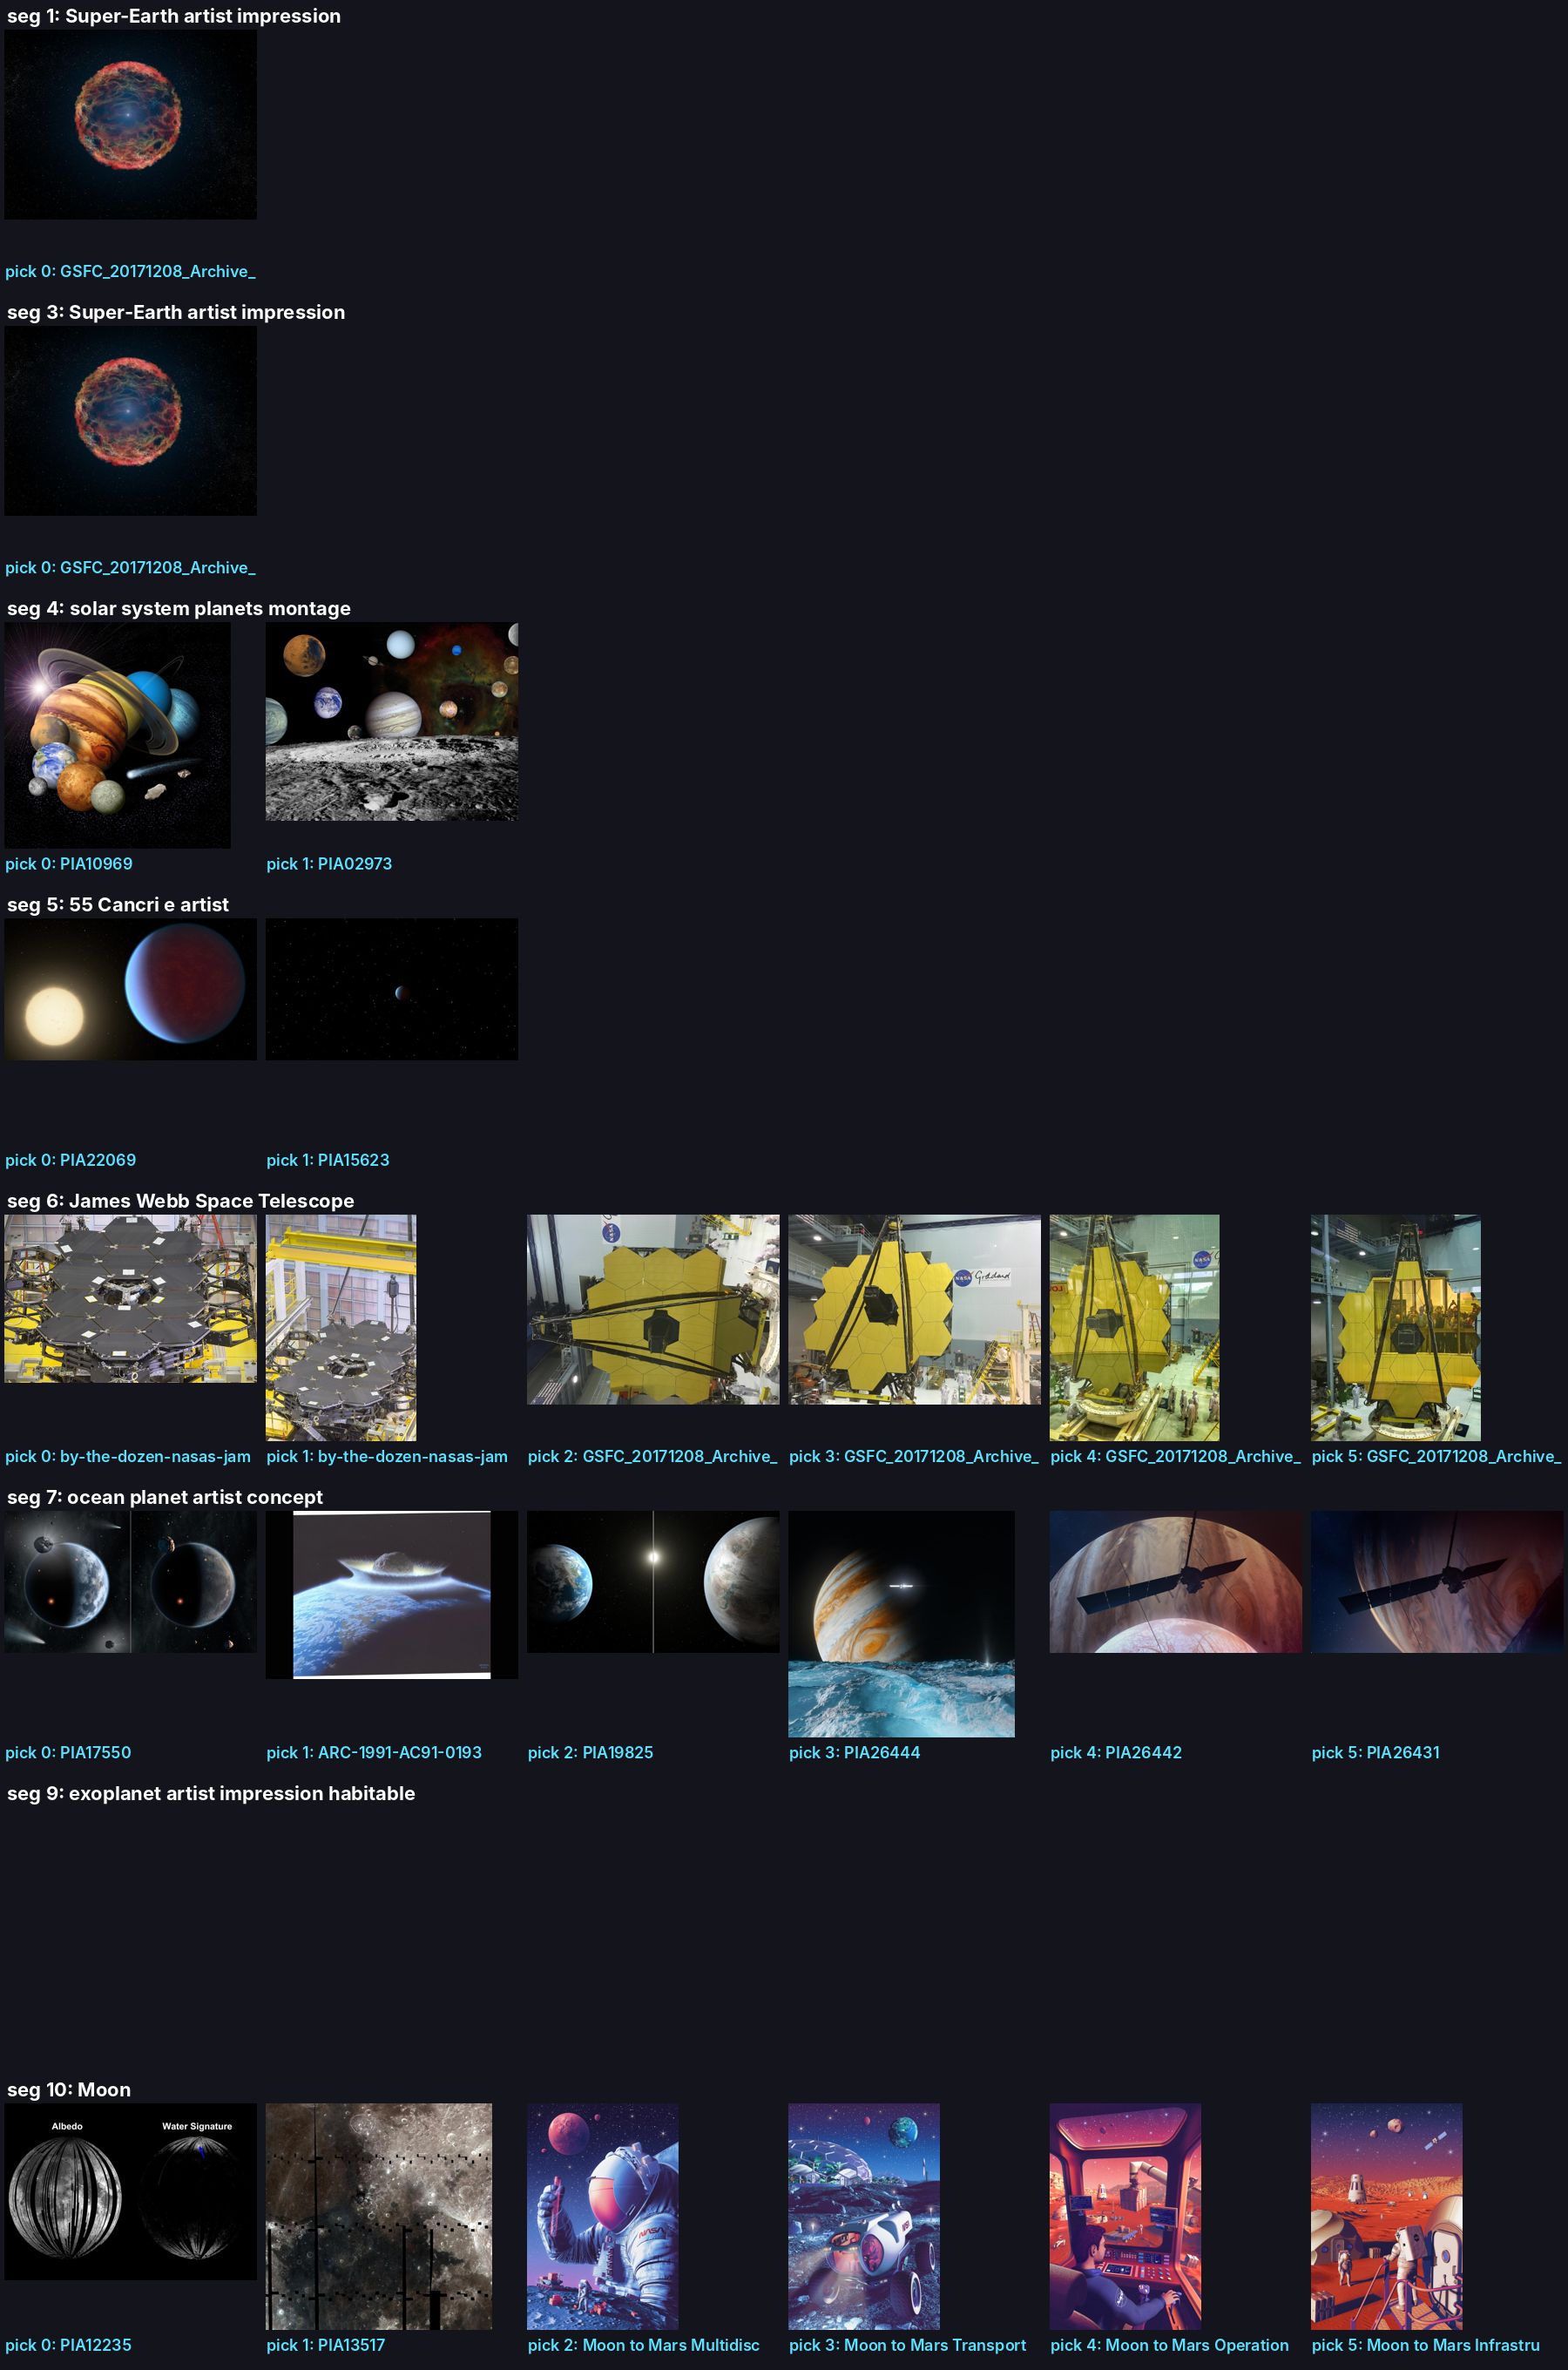 seg 1: Super-Earth artist impression
pick 0: GSFC_20171208_Archive_
seg 3: Super-Earth artist impression
pick 0: GSFC_20171208_Archive_
seg 4: solar system planets montage
pick 0: PIA10969
pick 1: PIA02973
seg 5: 55 Cancri e artist
pick 0: PIA22069
pick 1: PIA15623
seg 6: James Webb Space Telescope
NASA Goddard
pick 0: by-the-dozen-nasas-jam
pick 1: by-the-dozen-nasas-jam
pick 2: GSFC_20171208_Archive_
pick 3: GSFC_20171208_Archive_
pick 4: GSFC_20171208_Archive_
pick 5: GSFC_20171208_Archive_
seg 7: ocean planet artist concept
pick 0: PIA17550
pick 1: ARC-1991-AC91-0193
pick 2: PIA19825
pick 3: PIA26444
pick 4: PIA26442
pick 5: PIA26431
seg 9: exoplanet artist impression habitable
seg 10: Moon
Albedo
Water Signature
NASA
pick 0: PIA12235
pick 1: PIA13517
pick 2: Moon to Mars Multidisc
pick 3: Moon to Mars Transport
pick 4: Moon to Mars Operation
pick 5: Moon to Mars Infrastru